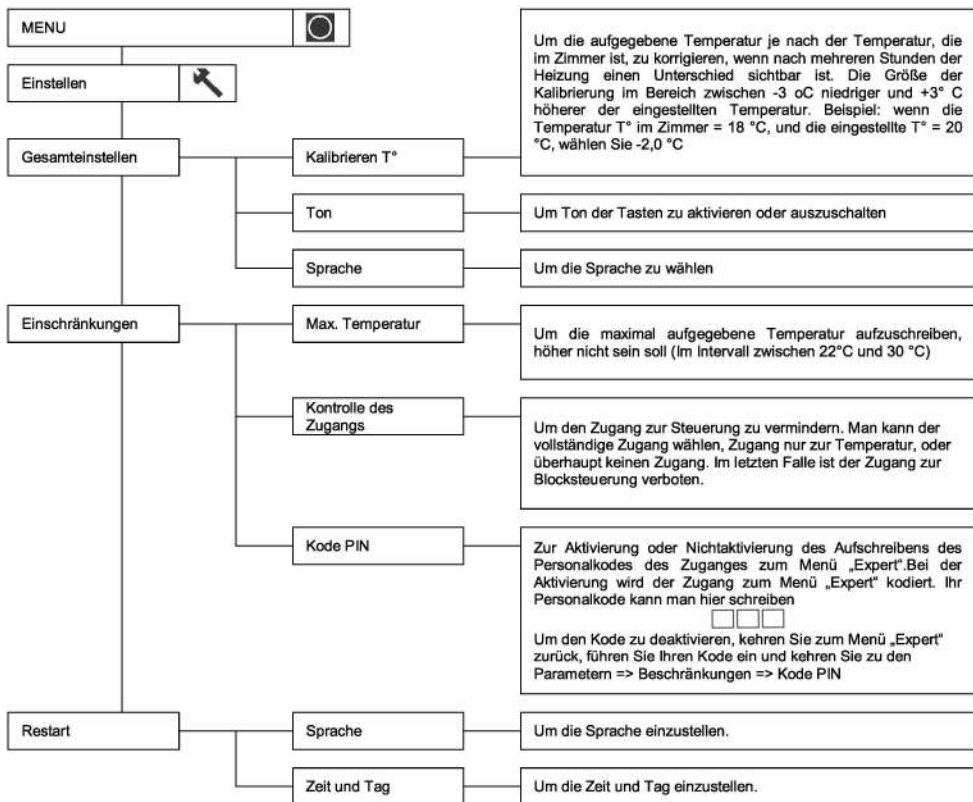 MENU
Einstellen
Um die aufgegebene Temperatur je nach der Temperatur, die
im Zimmer ist, zu korrigieren, wenn nach mehreren Stunden der
Heizung einen Unterschied sichtbar ist. Die Größe der
Kalibrierung im Bereich zwischen -3 oC niedriger und +3° C
höherer der eingestellten Temperatur. Beispiel: wenn die
Temperatur T° im Zimmer = 18 °C, und die eingestellte T° = 20
°C, wählen Sie -2,0 °C
Gesamteinstellen
Kalibrieren T°
Ton
Um Ton der Tasten zu aktivieren oder auszuschalten
Sprache
Um die Sprache zu wählen
Einschränkungen
Max. Temperatur
Um die maximal aufgegebene Temperatur aufzuschreiben,
höher nicht sein soll (Im Intervall zwischen 22°C und 30 °C)
Kontrolle des
Zugangs
Um den Zugang zur Steuerung zu vermindern. Man kann der
vollständige Zugang wählen, Zugang nur zur Temperatur, oder
überhaupt keinen Zugang. Im letzten Falle ist der Zugang zur
Blocksteuerung verboten.
Kode PIN
Zur Aktivierung oder Nichtaktivierung des Aufschreibens des
Personalkodes des Zuganges zum Menü „Expert“.Bei der
Aktivierung wird der Zugang zum Menü „Expert“ kodiert. Ihr
Personalkode kann man hier schreiben
Um den Kode zu deaktivieren, kehren Sie zum Menü „Expert“
zurück, führen Sie Ihren Kode ein und kehren Sie zu den
Parametern => Beschränkungen => Kode PIN
Restart
Sprache
Um die Sprache einzustellen.
Zeit und Tag
Um die Zeit und Tag einzustellen.